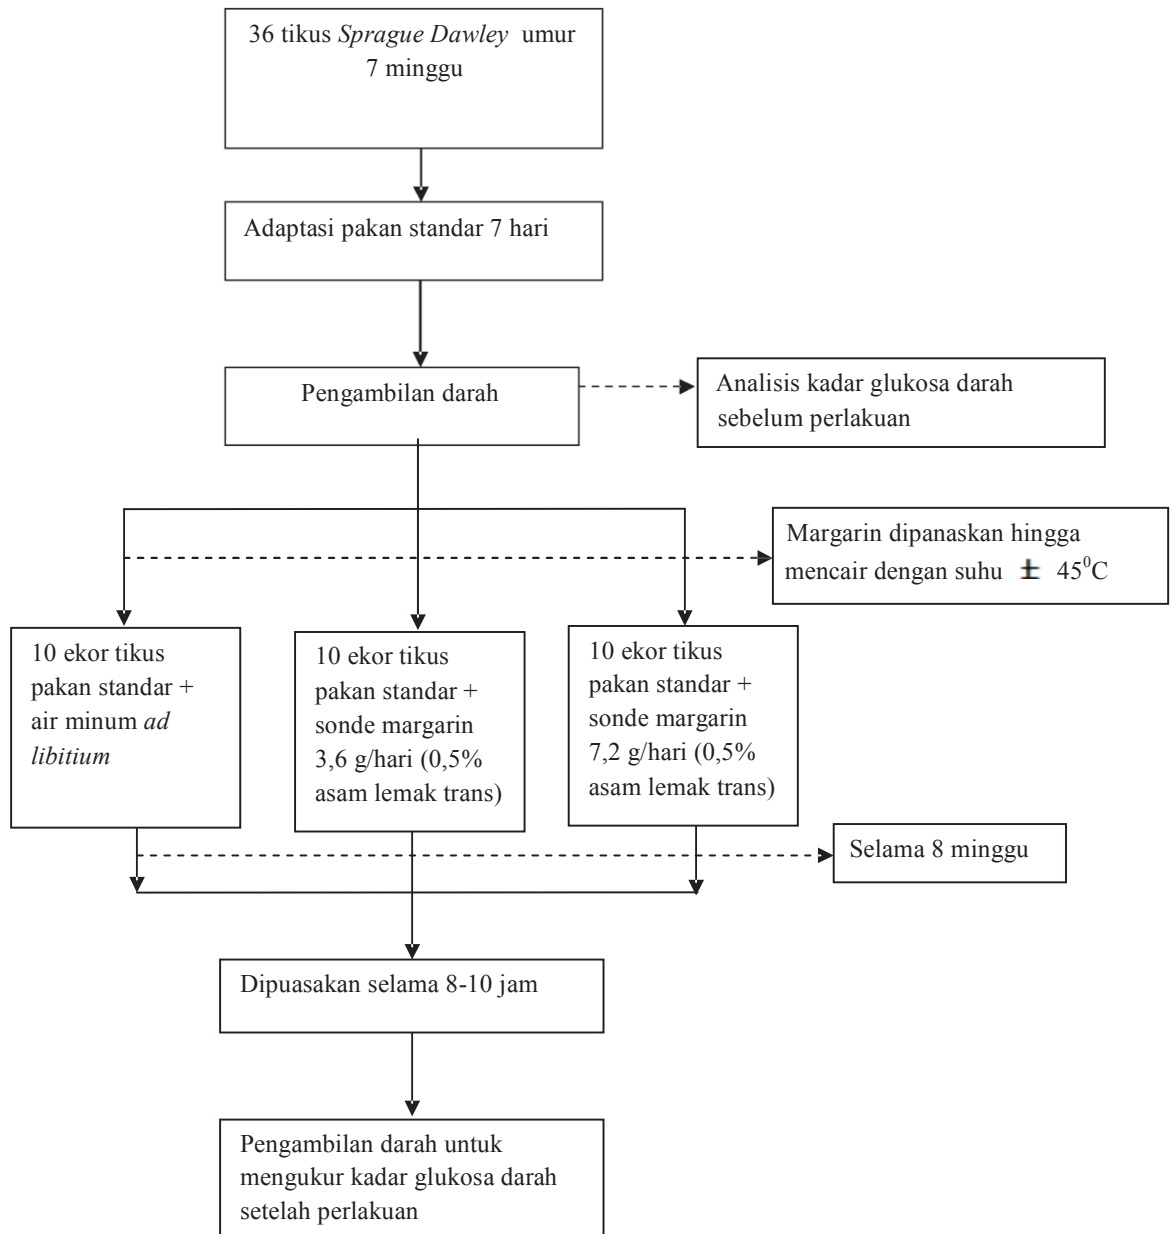 36 tikus Sprague Dawley umur
7 minggu
Adaptasi pakan standar 7 hari
Pengambilan darah
Analisis kadar glukosa darah
sebelum perlakuan
Margarin dipanaskan hingga
mencair dengan suhu ± 45⁰C
10 ekor tikus
pakan standar +
air minum ad
libitium
10 ekor tikus
pakan standar +
sonde margarin
3,6 g/hari (0,5%
asam lemak trans)
10 ekor tikus
pakan standar +
sonde margarin
7,2 g/hari (0,5%
asam lemak trans)
Selama 8 minggu
Dipuasakan selama 8-10 jam
Pengambilan darah untuk
mengukur kadar glukosa darah
setelah perlakuan